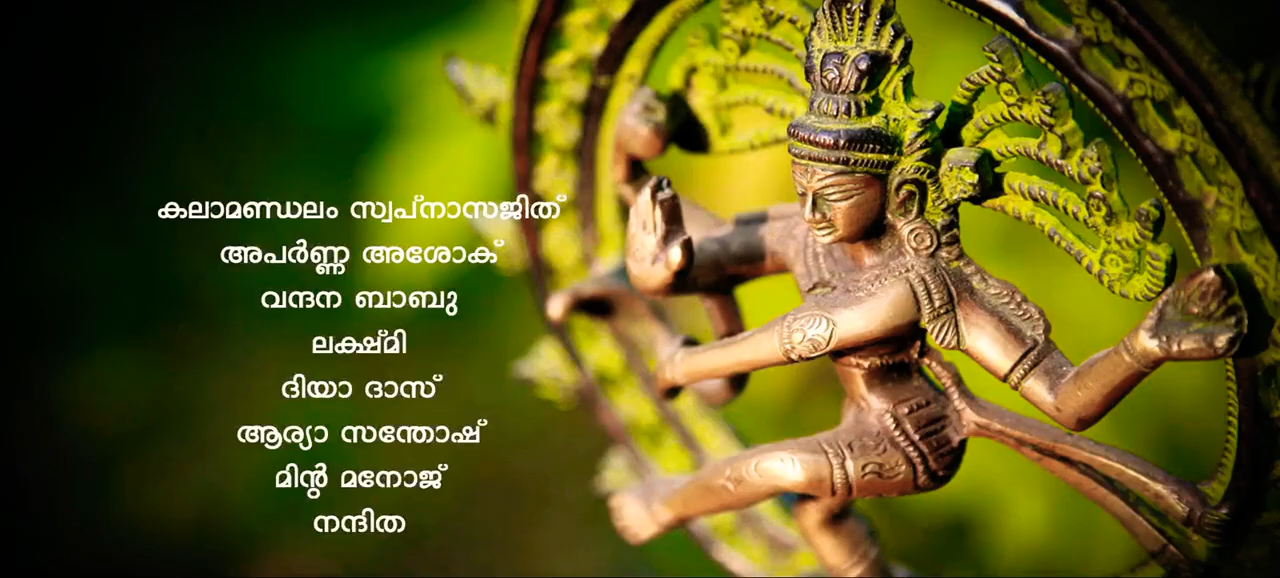 കലാമണ്ഡലം സ്വപ്നാസജിത്
അപർണ്ണ അശോക്
വന്ദന ബാബു
ലക്ഷ്മി
ദിയാ ദാസ്
ആര്യാ സന്തോഷ്
മിന്റ മനോജ്
നന്ദിത